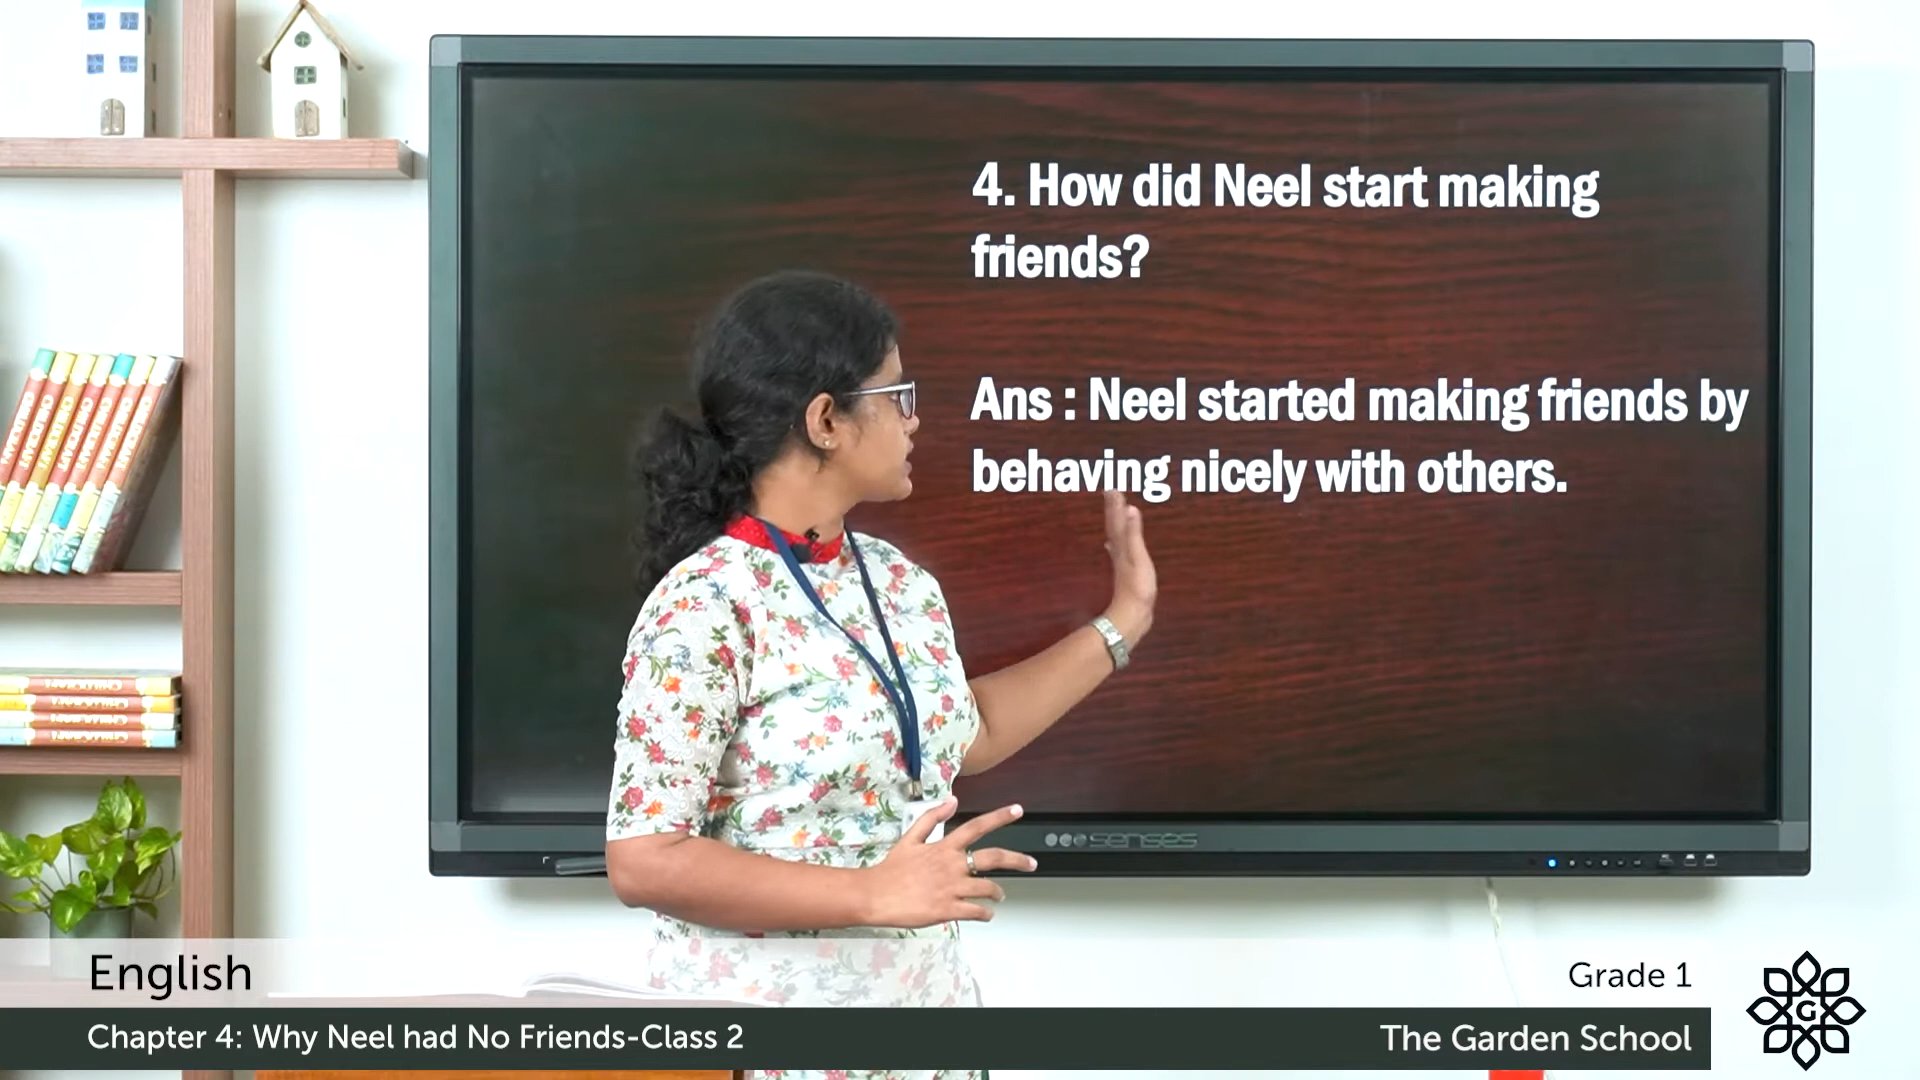 4. How did Neel start making
friends?
Ans : Neel started making friends by
behaving nicely with others.
senses
English
Grade 1
Chapter 4: Why Neel had No Friends-Class 2
The Garden School
G